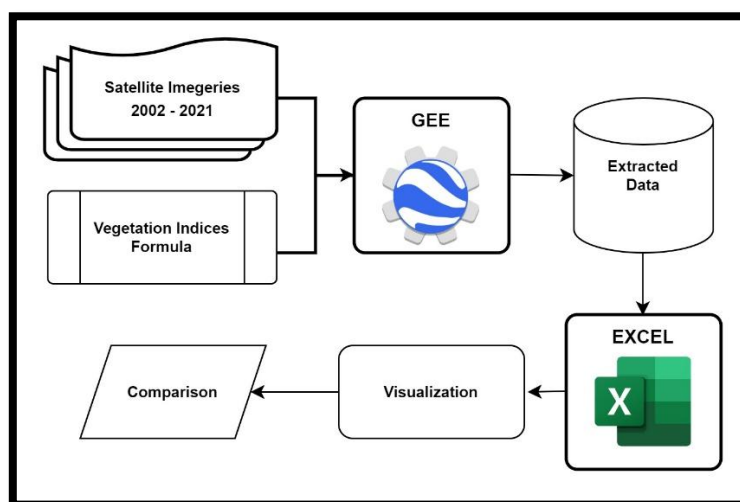 Satellite Imegeries
2002 - 2021
GEE
Extracted
Data
Vegetation Indices
Formula
EXCEL
X
Visualization
Comparison